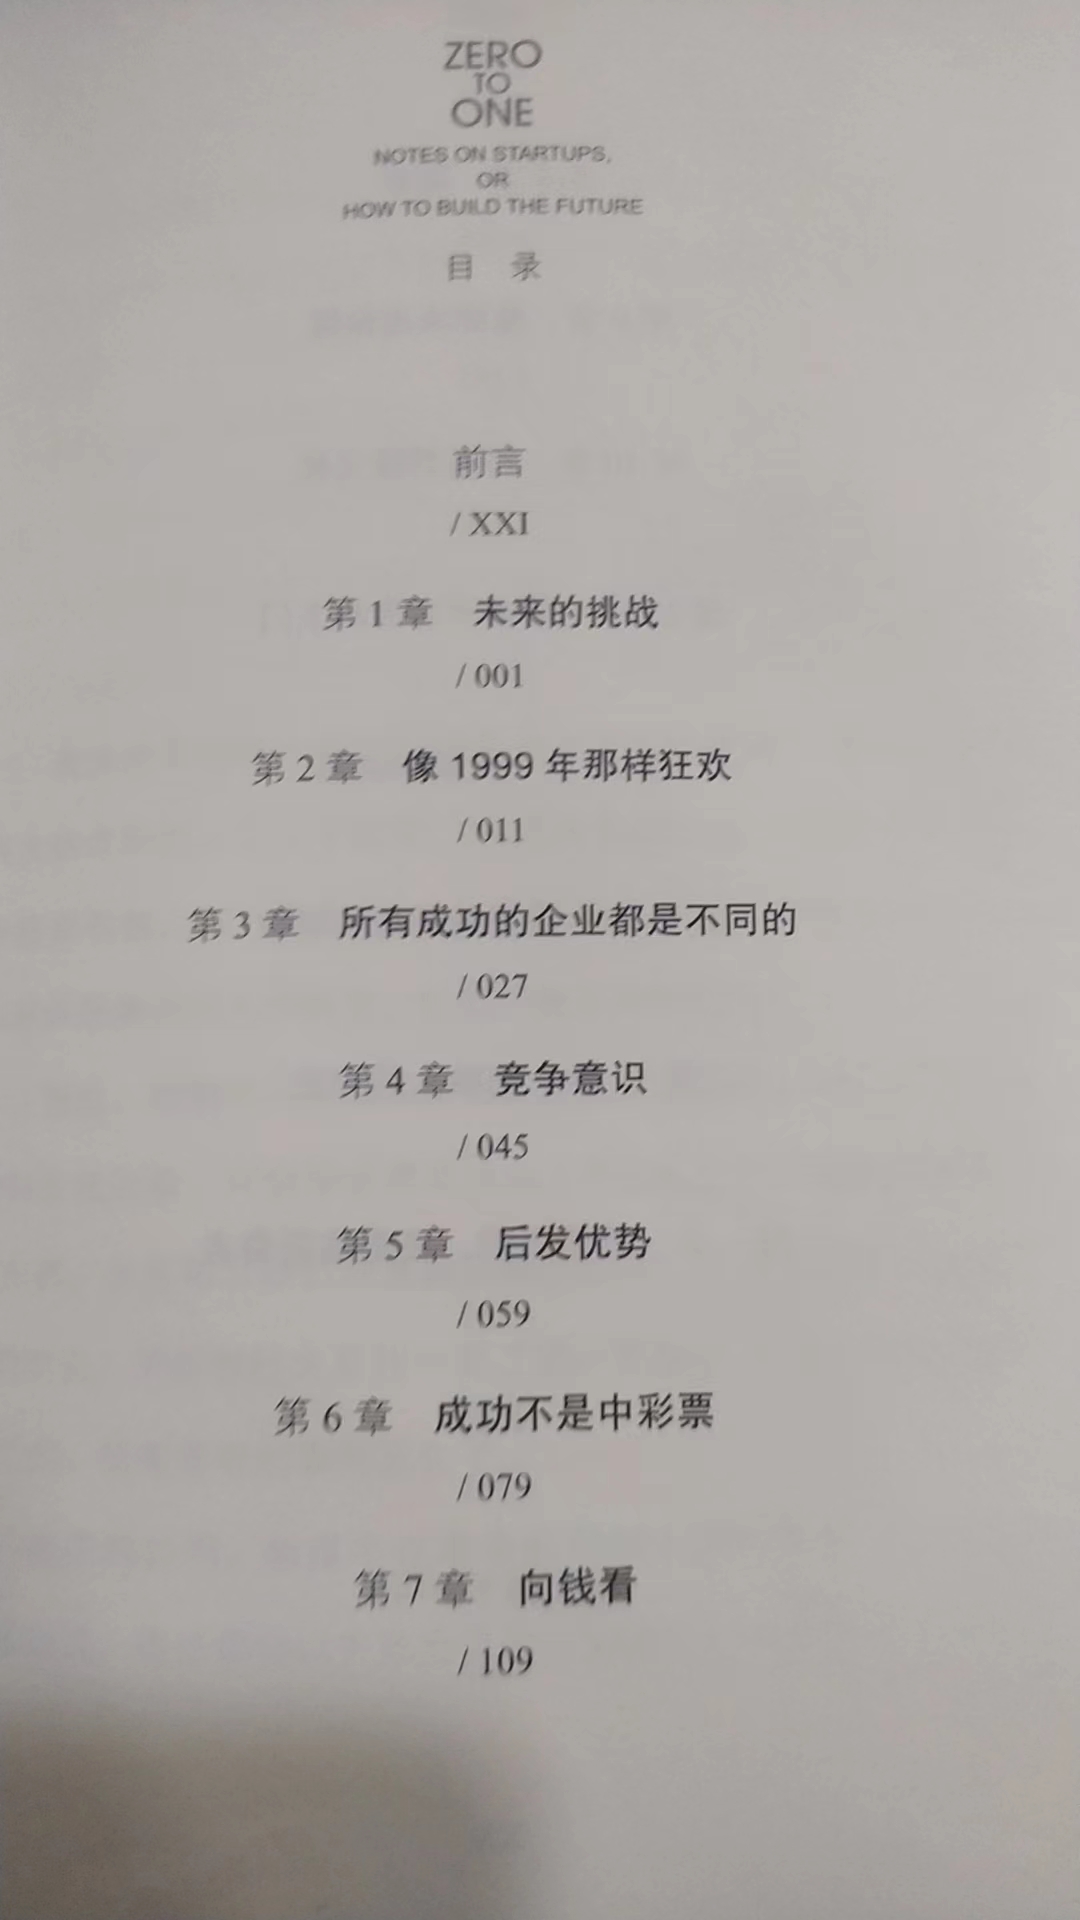 ZERO
TO
ONE
NOTES ON STARTUPS,
OR
HOW TO BUILD THE FUTURE
目 录
前言
/ XXI
第 1 章 未来的挑战
/ 001
第 2 章 像 1999 年那样狂欢
/ 011
第 3 章 所有成功的企业都是不同的
/ 027
第 4 章 竞争意识
/ 045
第 5 章 后发优势
/ 059
第 6 章 成功不是中彩票
/ 079
第 7 章 向钱看
/ 109